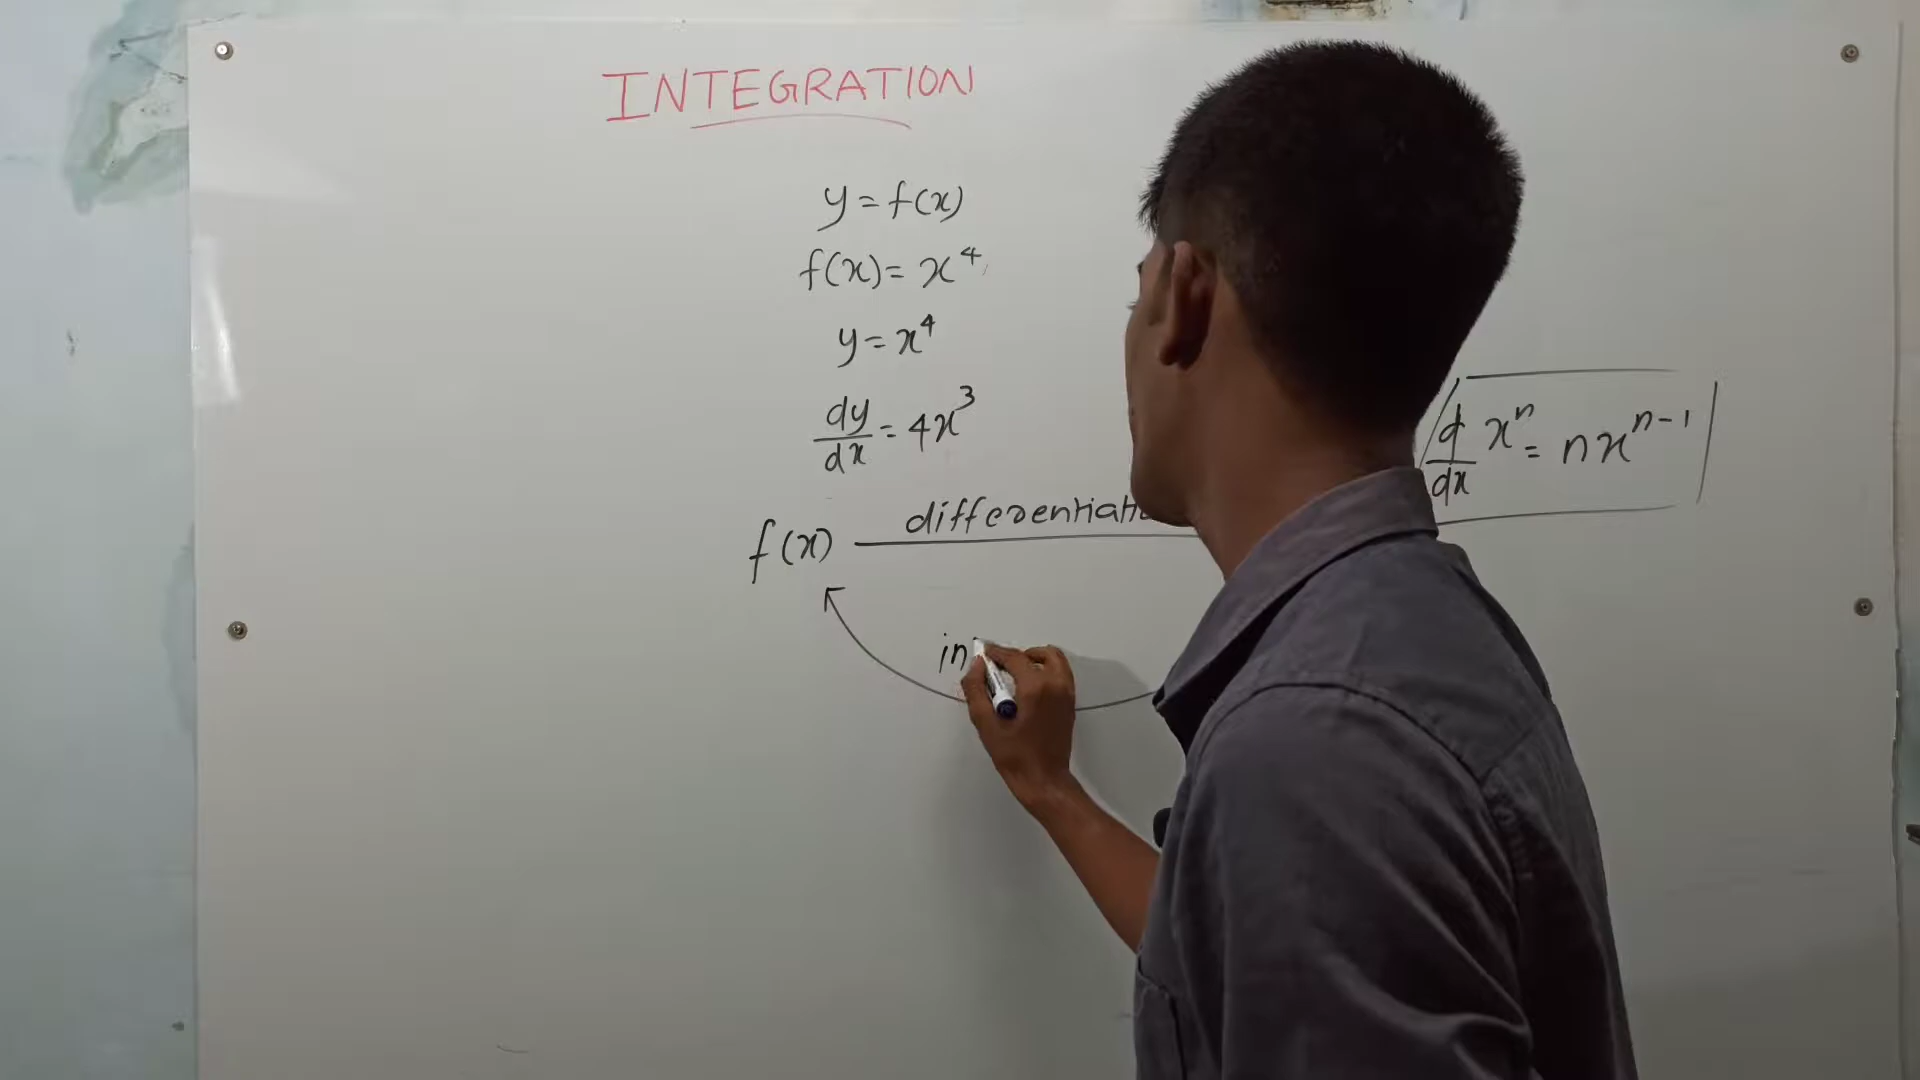 INTEGRATION
y = f(x)
f(x) = x⁴
y = x⁴
dy/dx = 4x³
d/dx xⁿ = nxⁿ⁻¹
f(x)